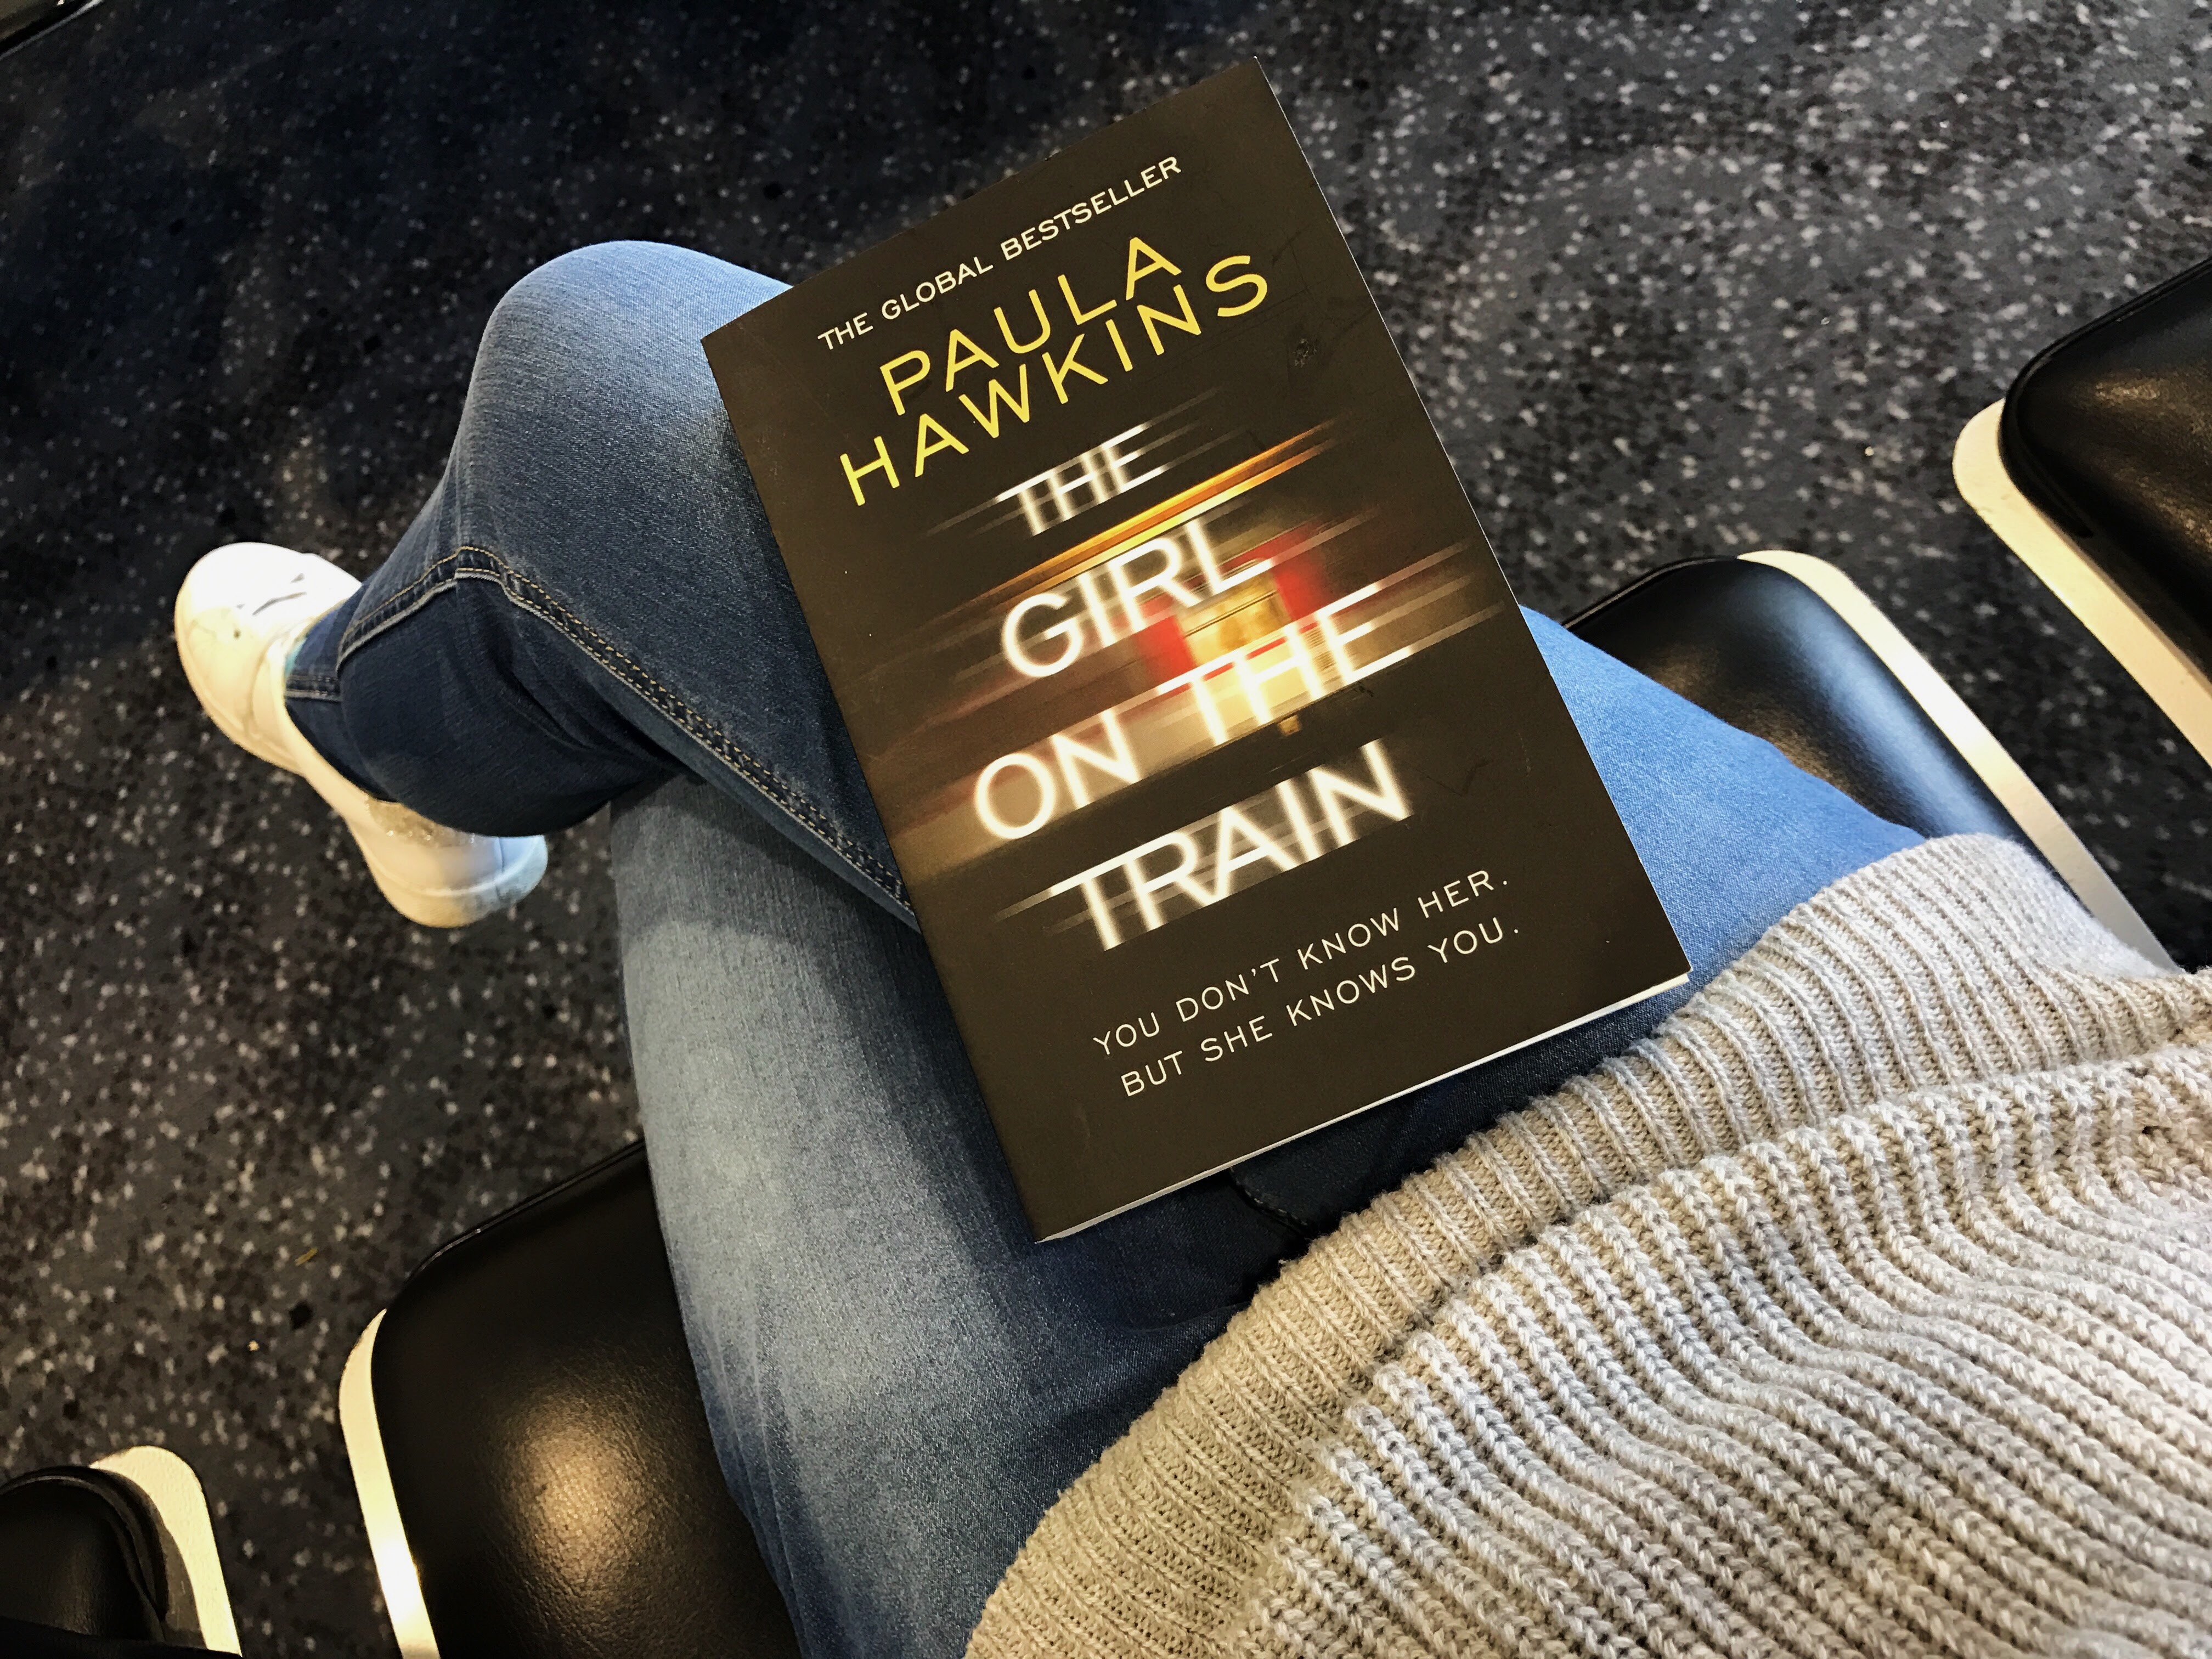 THE GLOBAL BESTSELLER
PAULA
HAWKINS
THE
GIRL
ON THE
TRAIN
YOU DON'T KNOW HER.
BUT SHE KNOWS YOU.